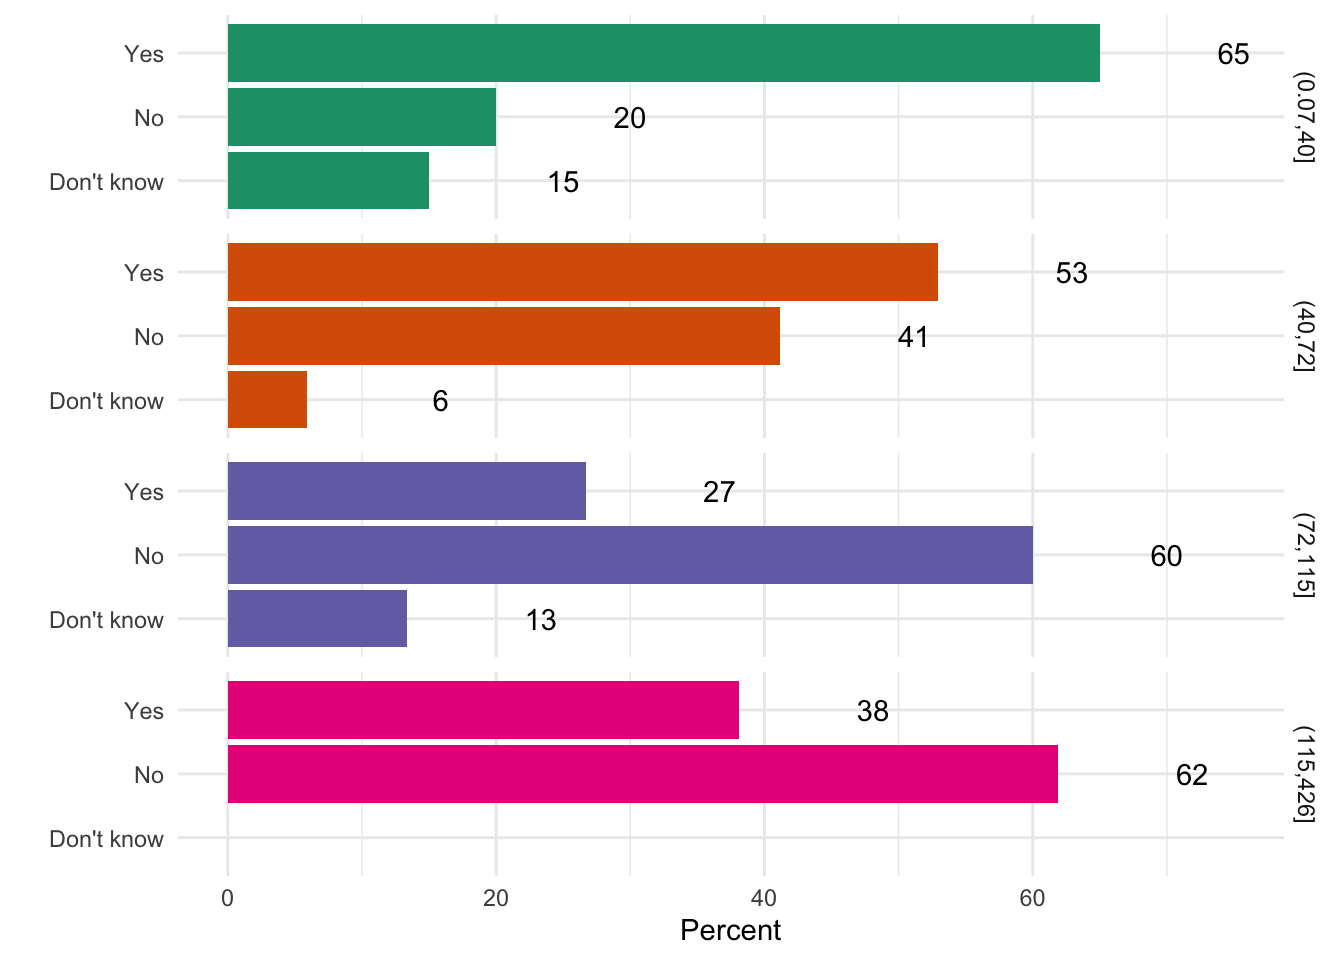 Yes 65
No 20
Don't know 15
(0.07,40]
Yes 53
No 41
Don't know 6
(40,72]
Yes 27
No 60
Don't know 13
(72,115]
Yes 38
No 62
Don't know
(115,426]
0 20 40 60
Percent